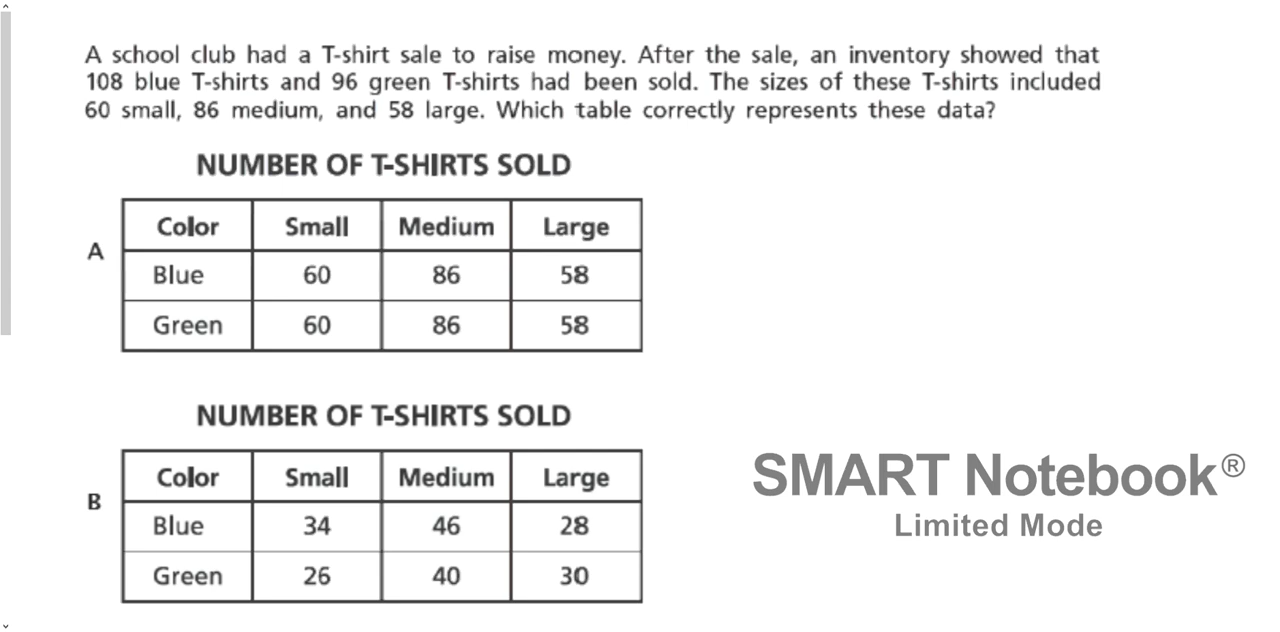 A school club had a T-shirt sale to raise money. After the sale, an inventory showed that
108 blue T-shirts and 96 green T-shirts had been sold. The sizes of these T-shirts included
60 small, 86 medium, and 58 large. Which table correctly represents these data?
NUMBER OF T-SHIRTS SOLD
A
Color Small Medium Large
Blue 60 86 58
Green 60 86 58
NUMBER OF T-SHIRTS SOLD
B
Color Small Medium Large
Blue 34 46 28
Green 26 40 30
SMART Notebook®
Limited Mode